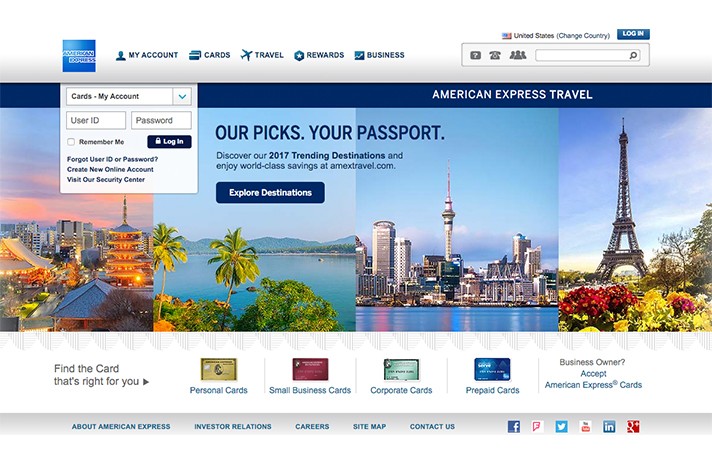 United States (Change Country)
LOG IN
AMERICAN EXPRESS
MY ACCOUNT
CARDS
TRAVEL
REWARDS
BUSINESS
Cards - My Account
User ID
Password
Remember Me
Log In
Forgot User ID or Password?
Create New Online Account
Visit Our Security Center
AMERICAN EXPRESS TRAVEL
OUR PICKS. YOUR PASSPORT.
Discover our 2017 Trending Destinations and
enjoy world-class savings at amextravel.com.
Explore Destinations
Find the Card
that's right for you
Personal Cards
Small Business Cards
Corporate Cards
serve
Prepaid Cards
Business Owner?
Accept
American Express® Cards
ABOUT AMERICAN EXPRESS
INVESTOR RELATIONS
CAREERS
SITE MAP
CONTACT US